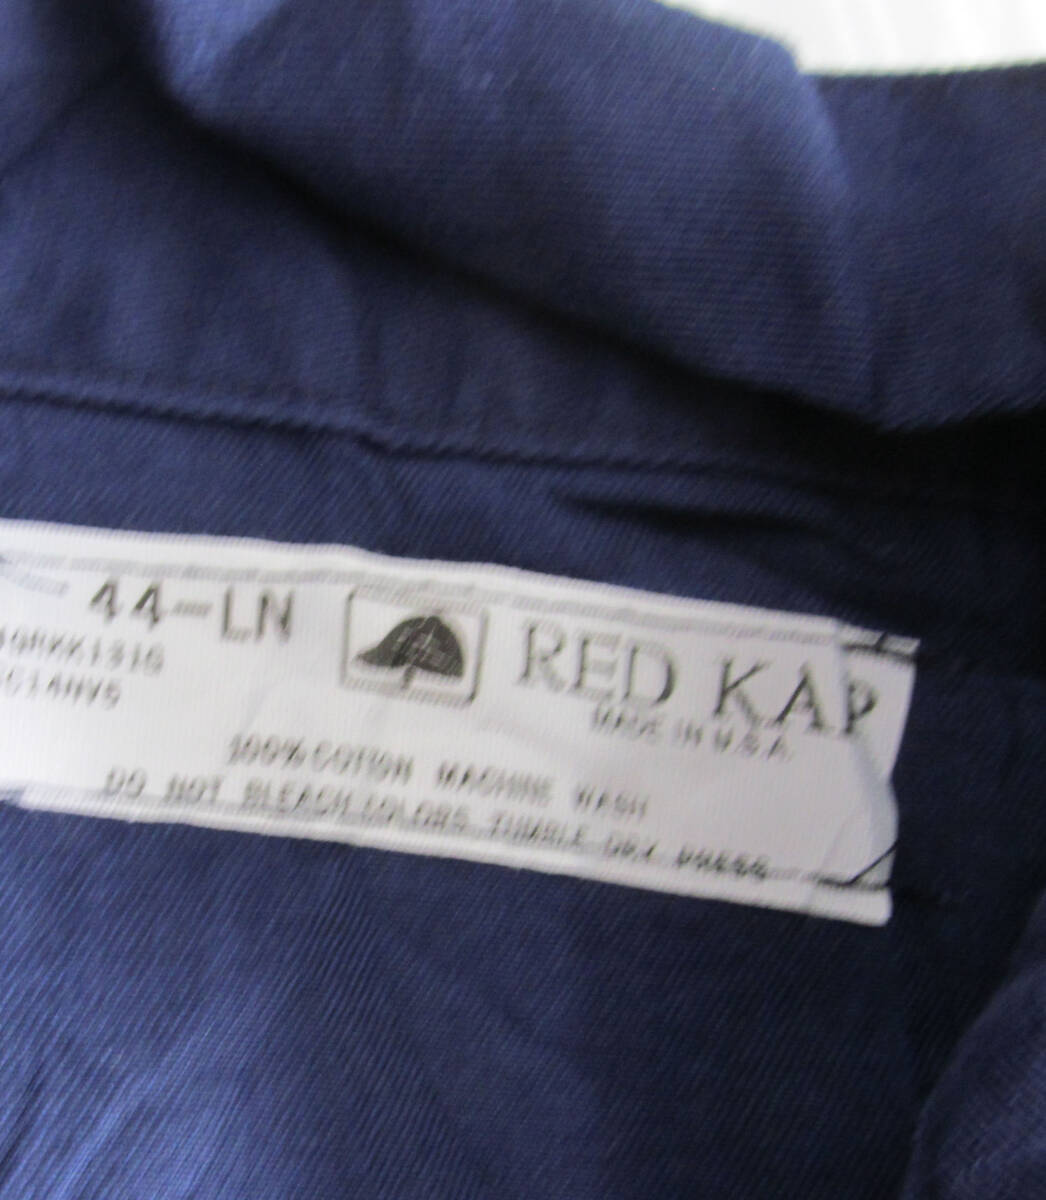 44-LN
RED KAP
MADE IN U.S.A.
100% COTTON MACHINE WASH
DO NOT BLEACH COLORS TUMBLE DRY PRESS